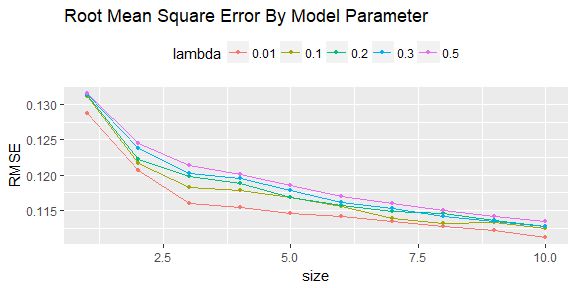 Root Mean Square Error By Model Parameter
lambda 0.01 0.1 0.2 0.3 0.5
0.130
0.125
0.120
0.115
RMSE
2.5 5.0 7.5 10.0
size